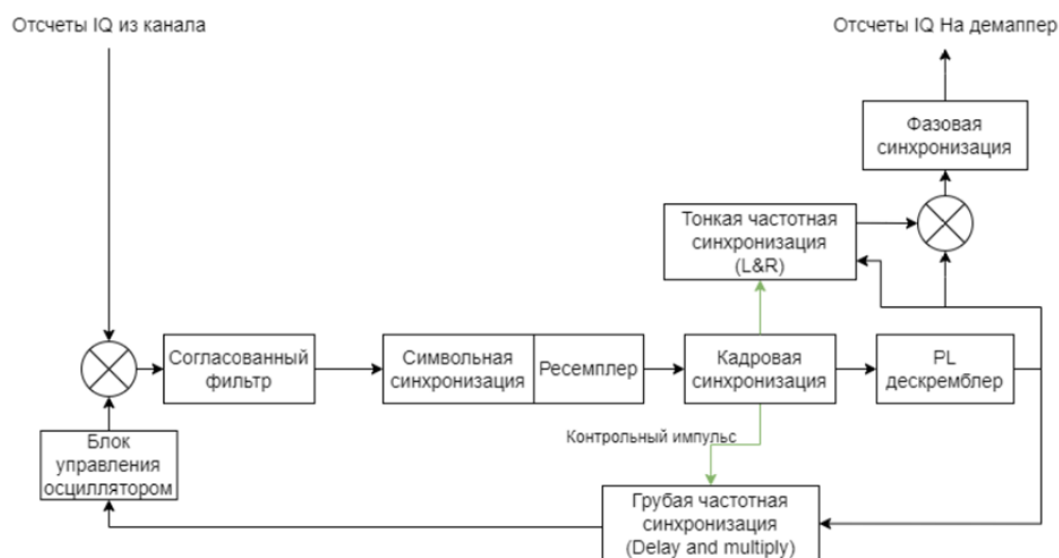 Отсчеты IQ из канала
Отсчеты IQ На демаппер
Фазовая
синхронизация
Тонкая частотная
синхронизация
(L&R)
Согласованный
фильтр
Символьная
синхронизация
Ресемплер
Кадровая
синхронизация
PL
дескремблер
Контрольный импульс
Блок
управления
осциллятором
Грубая частотная
синхронизация
(Delay and multiply)